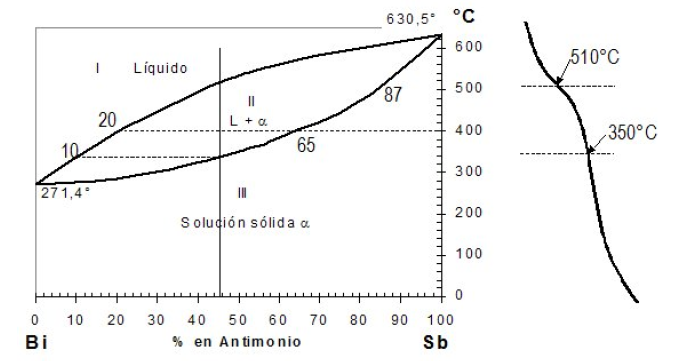 630,5° °C
I Líquido
600
510°C
500
II
L + α
87
20
400
65
350°C
10
300
271,4°
III
200
Solución sólida α
100
0
0 10 20 30 40 50 60 70 80 90 100
Bi % en Antimonio Sb